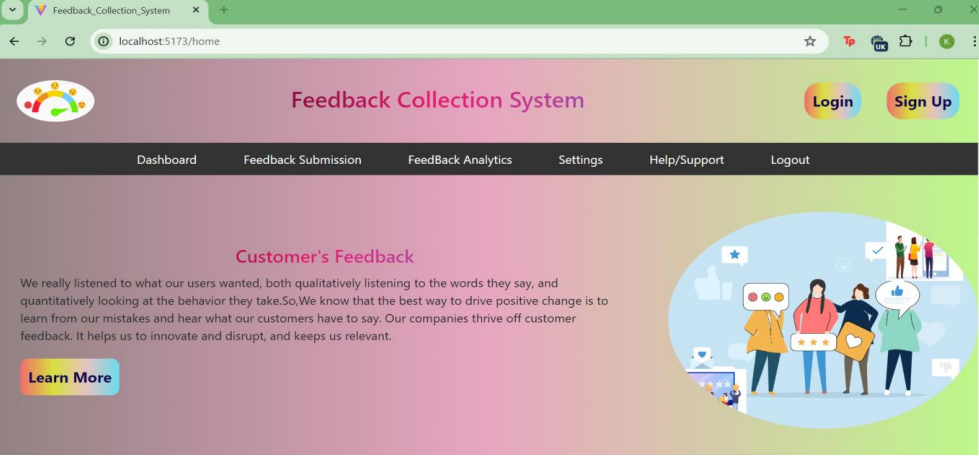 Feedback_Collection_System
localhost:5173/home
Tp
UK
K
Feedback Collection System
Login
Sign Up
Dashboard
Feedback Submission
FeedBack Analytics
Settings
Help/Support
Logout
Customer's Feedback
We really listened to what our users wanted, both qualitatively listening to the words they say, and
quantitatively looking at the behavior they take.So,We know that the best way to drive positive change is to
learn from our mistakes and hear what our customers have to say. Our companies thrive off customer
feedback. It helps us to innovate and disrupt, and keeps us relevant.
Learn More